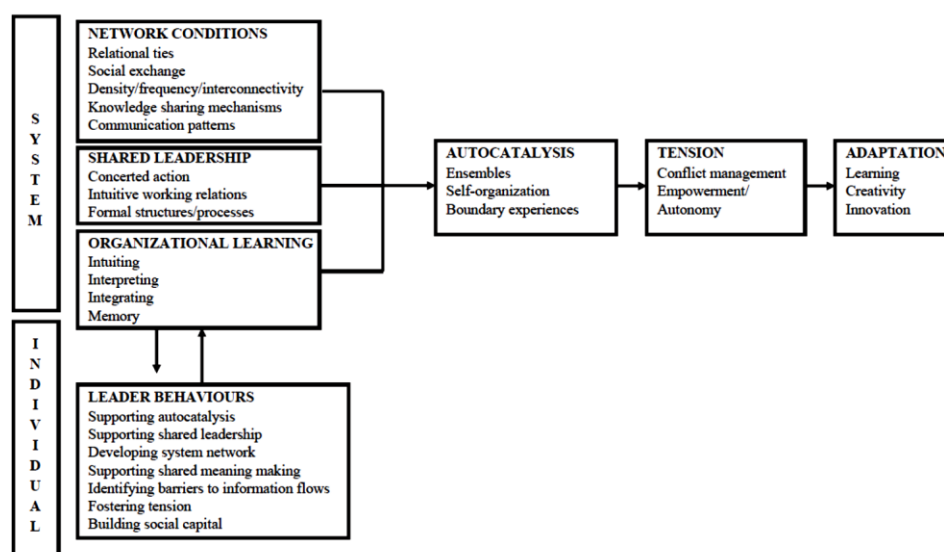 SYSTEM
NETWORK CONDITIONS
Relational ties
Social exchange
Density/frequency/interconnectivity
Knowledge sharing mechanisms
Communication patterns
SHARED LEADERSHIP
Concerted action
Intuitive working relations
Formal structures/processes
ORGANIZATIONAL LEARNING
Intuiting
Interpreting
Integrating
Memory
AUTOCATALYSIS
Ensembles
Self-organization
Boundary experiences
TENSION
Conflict management
Empowerment/
Autonomy
ADAPTATION
Learning
Creativity
Innovation
INDIVIDUAL
LEADER BEHAVIOURS
Supporting autocatalysis
Supporting shared leadership
Developing system network
Supporting shared meaning making
Identifying barriers to information flows
Fostering tension
Building social capital